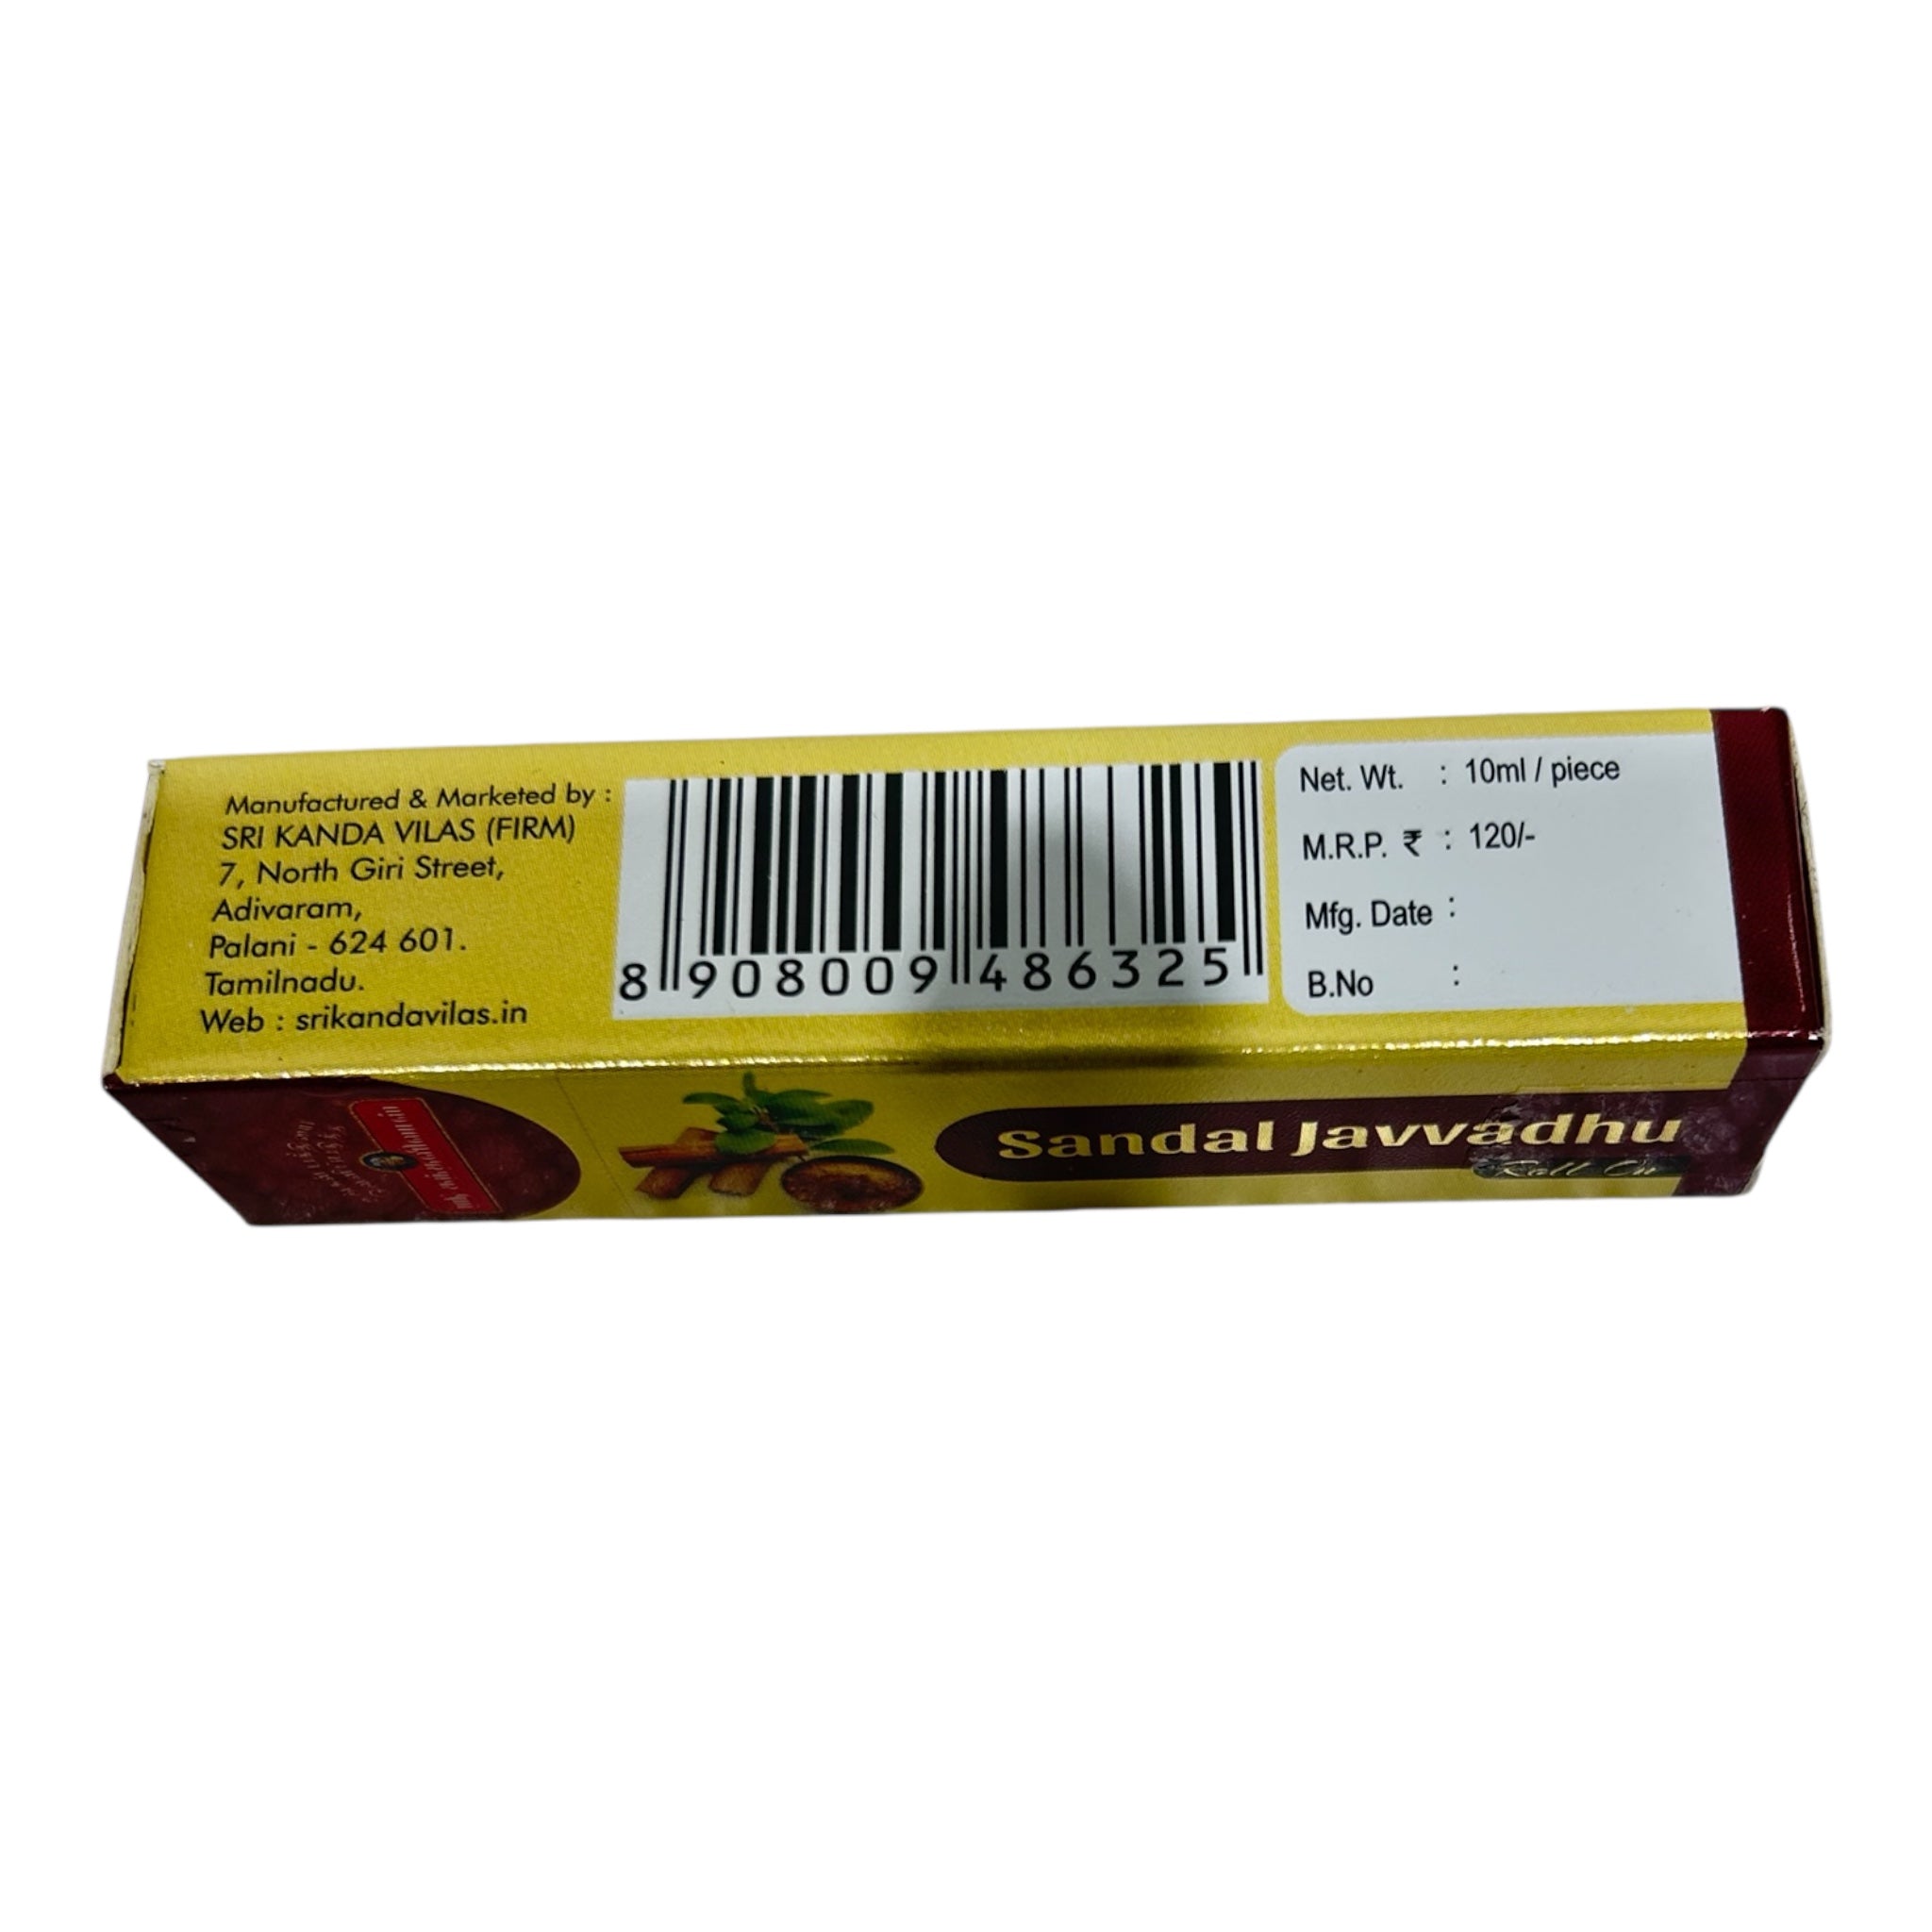 Manufactured & Marketed by :
SRI KANDA VILAS (FIRM)
7, North Giri Street,
Adivaram,
Palani - 624 601.
Tamilnadu.
Web : srikandavilas.in
8 908009 486325
Net. Wt. : 10ml / piece
M.R.P. ₹ : 120/-
Mfg. Date :
B.No :
Sandal Javvadhu
Roll On